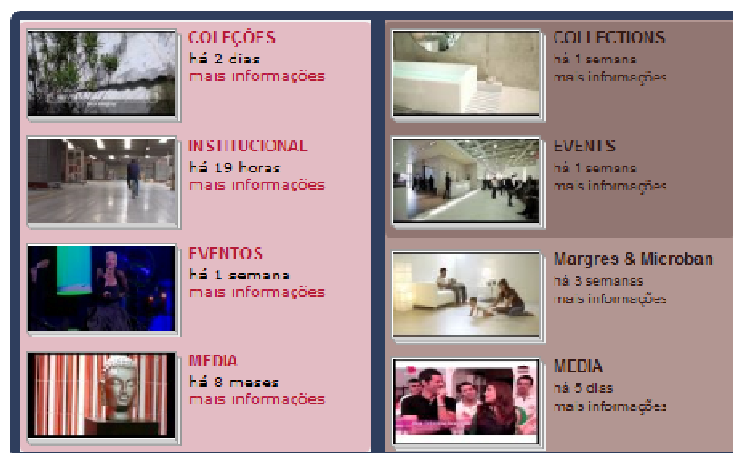 COLEÇÕES
há 2 dias
mais informações
INSTITUCIONAL
há 19 horas
mais informações
EVENTOS
há 1 semana
mais informações
MEDIA
há 8 meses
mais informações
COLLECTIONS
há 1 semana
mais informações
EVENTS
há 1 semana
mais informações
Margres & Microban
há 3 semanas
mais informações
MEDIA
há 5 dias
mais informações